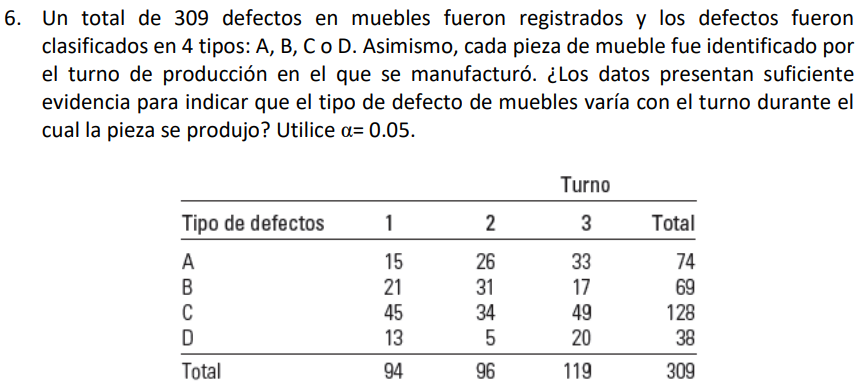 6. Un total de 309 defectos en muebles fueron registrados y los defectos fueron
clasificados en 4 tipos: A, B, C o D. Asimismo, cada pieza de mueble fue identificado por
el turno de producción en el que se manufacturó. ¿Los datos presentan suficiente
evidencia para indicar que el tipo de defecto de muebles varía con el turno durante el
cual la pieza se produjo? Utilice α= 0.05.
Turno
Tipo de defectos 1 2 3 Total
A 15 26 33 74
B 21 31 17 69
C 45 34 49 128
D 13 5 20 38
Total 94 96 119 309